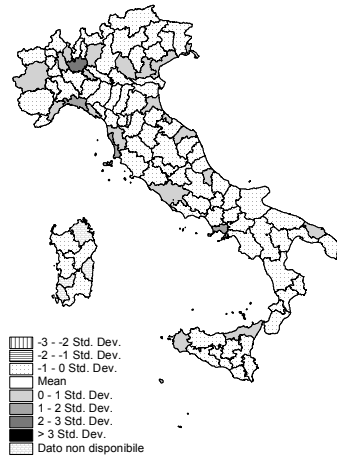 -3 - -2 Std. Dev.
-2 - -1 Std. Dev.
-1 - 0 Std. Dev.
Mean
0 - 1 Std. Dev.
1 - 2 Std. Dev.
2 - 3 Std. Dev.
> 3 Std. Dev.
Dato non disponibile